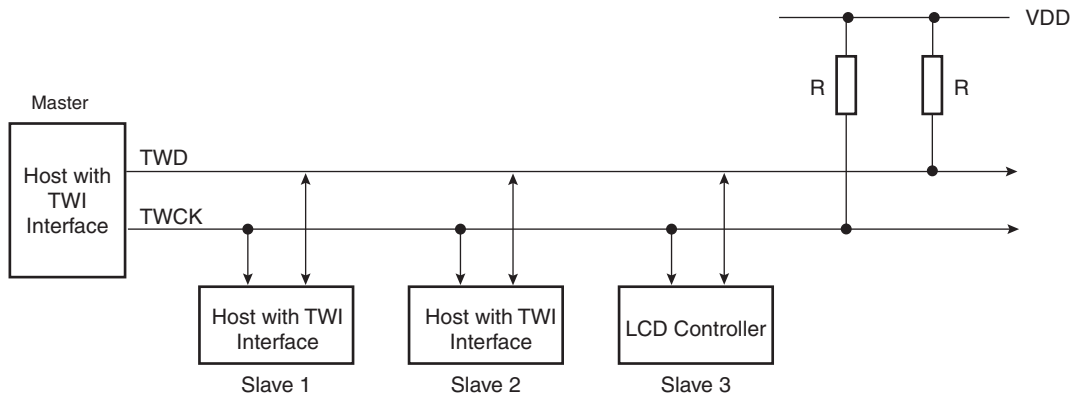 VDD
R
R
Master
Host with
TWI
Interface
TWD
TWCK
Host with TWI
Interface
Slave 1
Host with TWI
Interface
Slave 2
LCD Controller
Slave 3